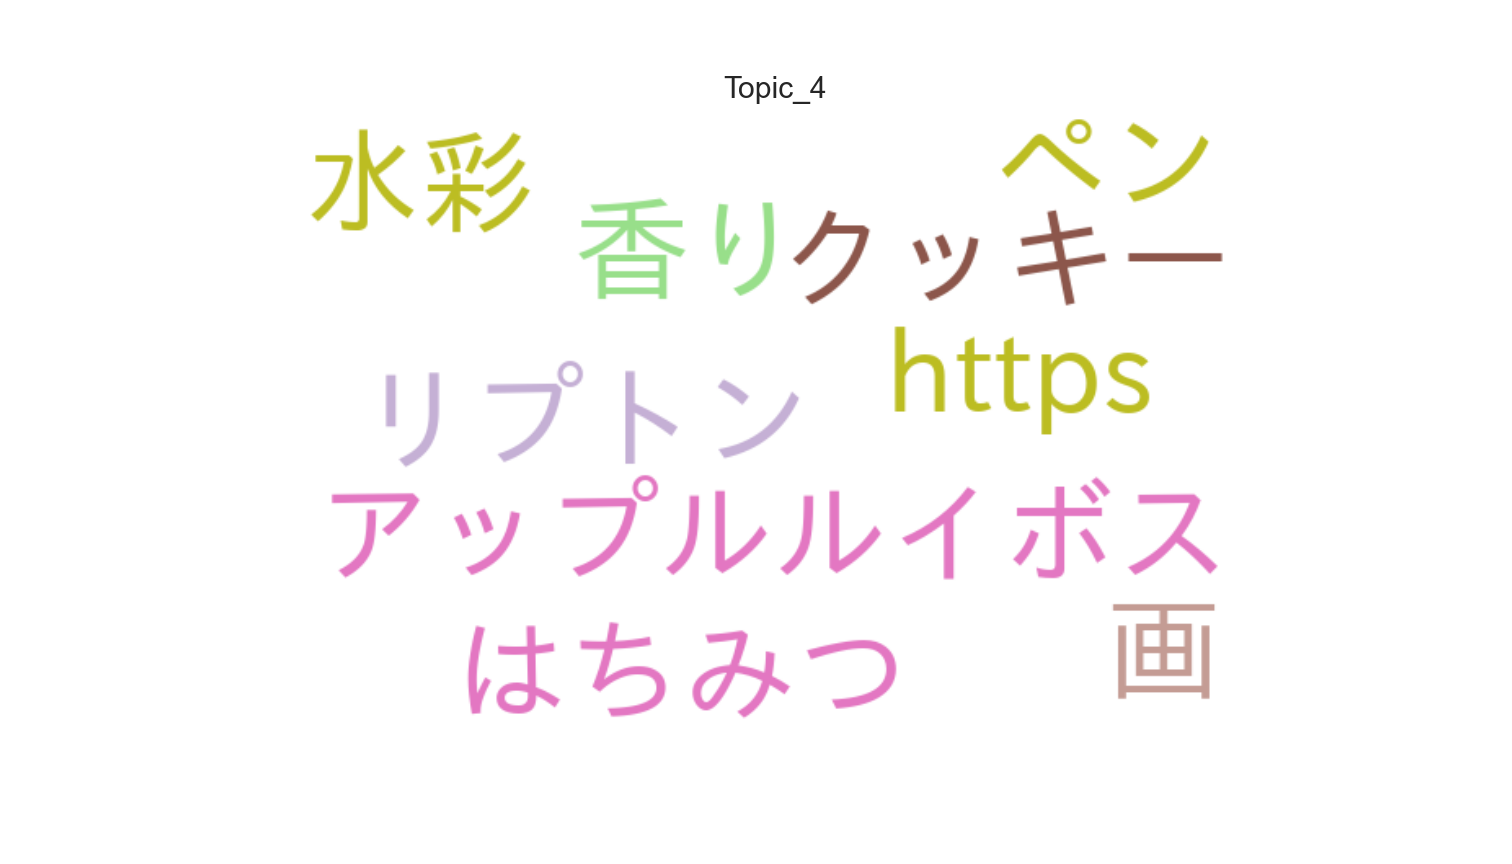 Topic_4
水彩
ペン
香り
クッキー
https
リプトン
アップルルイボス
はちみつ
画